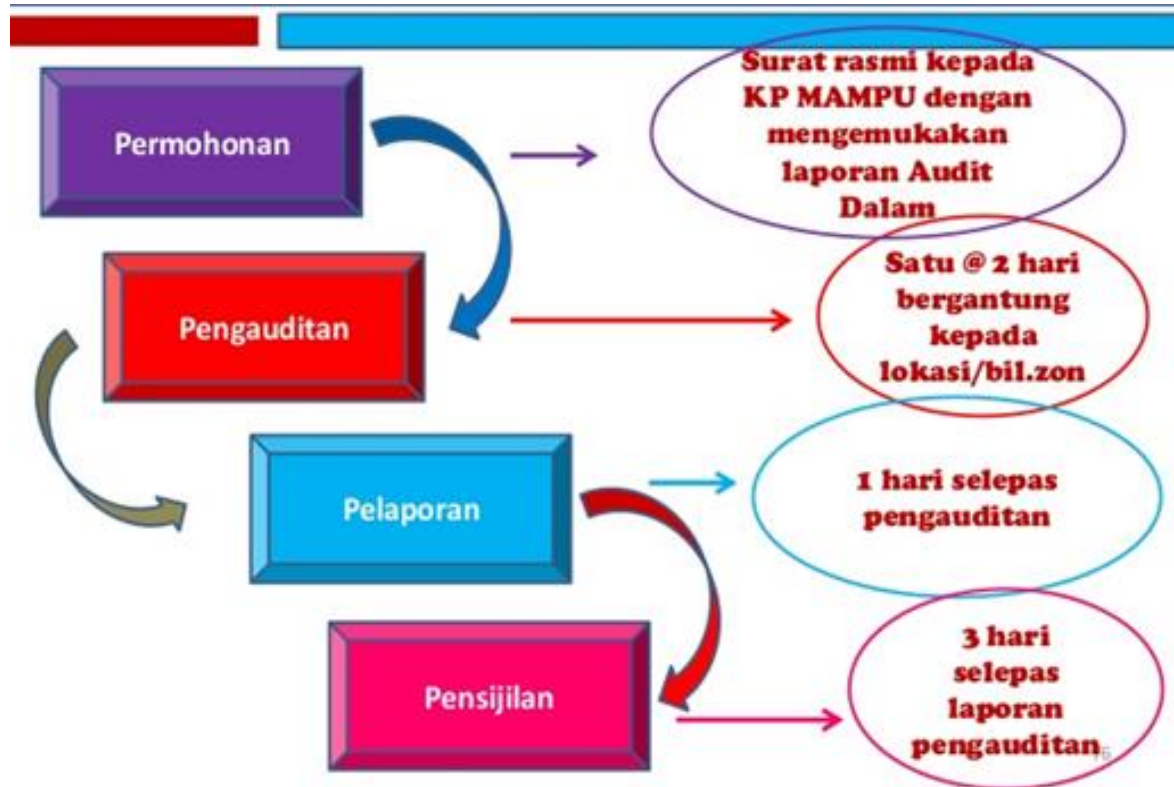 Permohonan
Surat rasmi kepada
KP MAMPU dengan
mengemukakan
laporan Audit
Dalam
Pengauditan
Satu @ 2 hari
bergantung
kepada
lokasi/bil.zon
Pelaporan
1 hari selepas
pengauditan
Pensijilan
3 hari
selepas
laporan
pengauditan